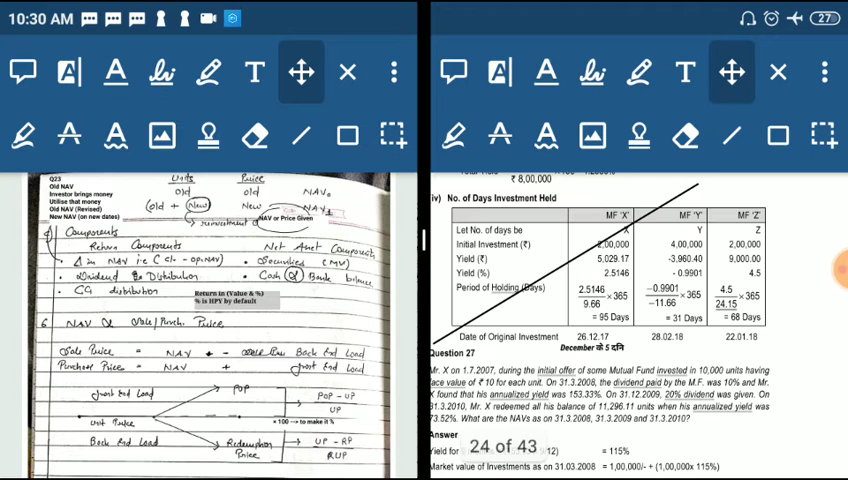 10:30 AM
27
Q23
Old NAV
Investor brings money
Utilise that money
Old NAV (Revised)
New NAV (on new dates)
Units Price
old old NAV₀
(old + New) New NAV₁
reinvestment
NAV or Price Given
Components
Return Components Net Asset Components
• Δ in NAV i.e (Cl. - op. NAV) • Securities (MV)
• Dividend Distribution • Cash & Bank balance
• CG distribution
Return in (Value & %)
% is HPY by default
6 NAV & Sale/Purch. Price
Sale Price = NAV - Back End Load
Purchase Price = NAV + Front End Load
Front End Load POP
POP - UP
UP
Unit Price × 100 --> to make it %
Back End Load Redemption Price
UP - RP
RUP
₹ 8,00,000
iv) No. of Days Investment Held
MF 'X' MF 'Y' MF 'Z'
Let No. of days be X Y Z
Initial Investment (₹) 2,00,000 4,00,000 2,00,000
Yield (₹) 5,029.17 -3,960.40 9,000.00
Yield (%) 2.5146 - 0.9901 4.5
Period of Holding (Days) 2.5146/9.66 ×365 -0.9901/-11.66 ×365 4.5/24.15 ×365
= 95 Days = 31 Days = 68 Days
Date of Original Investment 26.12.17 28.02.18 22.01.18
December के 5 दिन
Question 27
Mr. X on 1.7.2007, during the initial offer of some Mutual Fund invested in 10,000 units having
face value of ₹ 10 for each unit. On 31.3.2008, the dividend paid by the M.F. was 10% and Mr.
X found that his annualized yield was 153.33%. On 31.12.2009, 20% dividend was given. On
31.3.2010, Mr. X redeemed all his balance of 11,296.11 units when his annualized yield was
73.52%. What are the NAVs as on 31.3.2008, 31.3.2009 and 31.3.2010?
Answer
Yield for 9/12) = 115%
24 of 43
Market value of Investments as on 31.03.2008 = 1,00,000/- + (1,00,000x 115%)